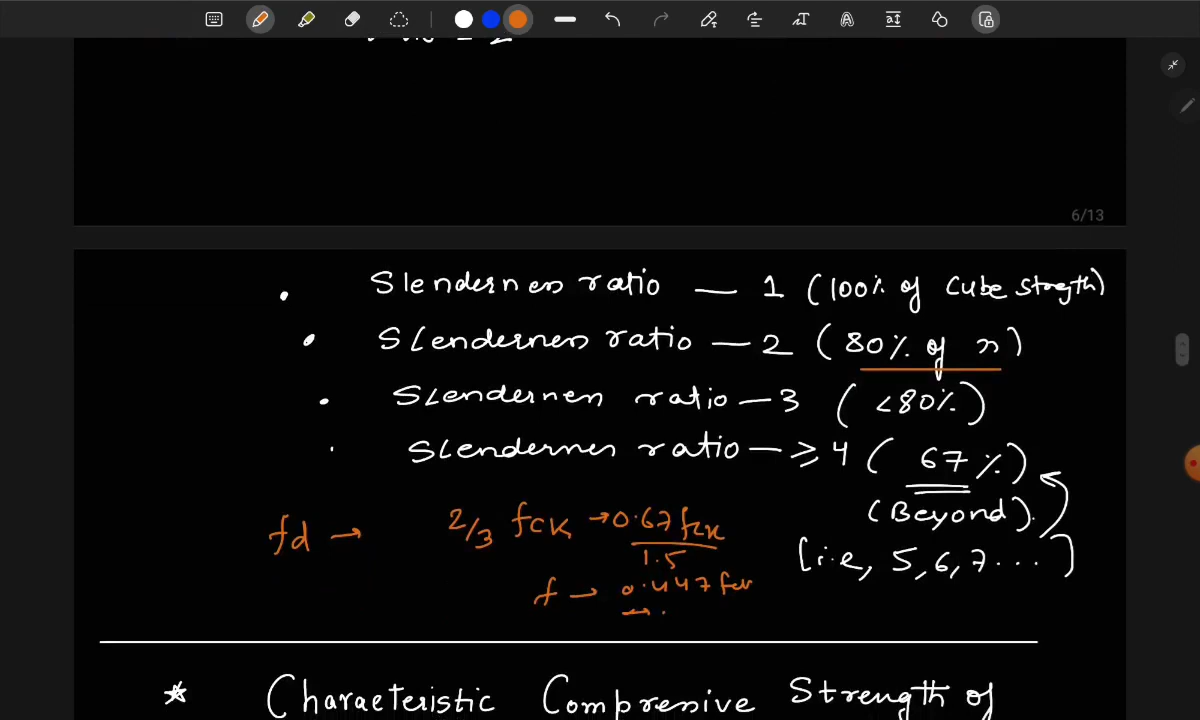 6/13
• Slenderness ratio — 1 (100% of Cube Strength)
• Slenderness ratio — 2 (80% of n)
• Slenderness ratio — 3 (<80%)
• Slenderness ratio — ≥ 4 (67%)
(Beyond).
[i.e, 5, 6, 7 ...]
fd → 2/3 fck → 0.67 fck / 1.5
f → 0.447 fck
* Characteristic Compressive Strength of